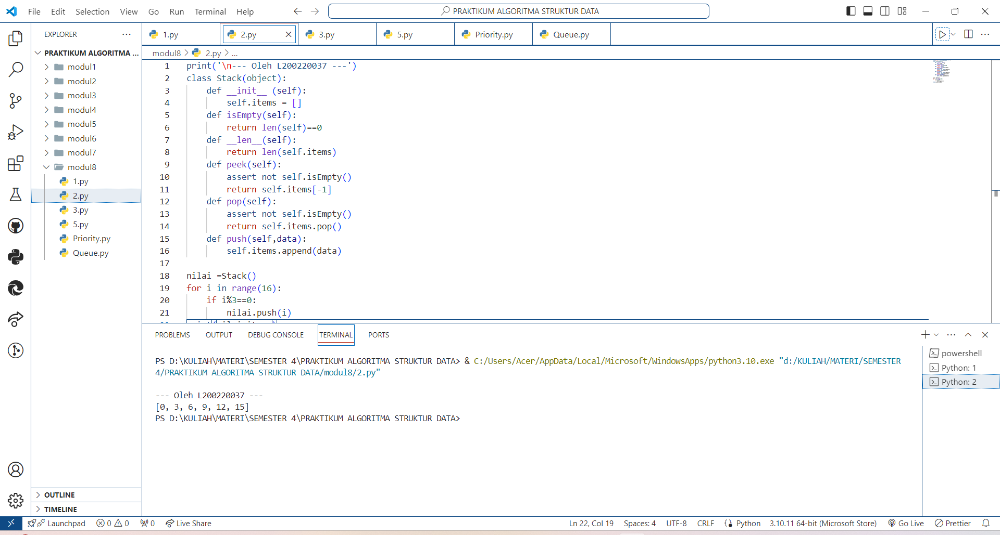 File Edit Selection View Go Run Terminal Help
PRAKTIKUM ALGORITMA STRUKTUR DATA
EXPLORER
PRAKTIKUM ALGORITMA ...
modul1
modul2
modul3
modul4
modul5
modul6
modul7
modul8
1.py
2.py
3.py
5.py
Priority.py
Queue.py
OUTLINE
TIMELINE
1.py 2.py 3.py 5.py Priority.py Queue.py
modul8 > 2.py > ...
1 print('\n--- Oleh L200220037 ---')
2 class Stack(object):
3     def __init__ (self):
4         self.items = []
5     def isEmpty(self):
6         return len(self)==0
7     def __len__(self):
8         return len(self.items)
9     def peek(self):
10         assert not self.isEmpty()
11         return self.items[-1]
12     def pop(self):
13         assert not self.isEmpty()
14         return self.items.pop()
15     def push(self,data):
16         self.items.append(data)
17
18 nilai =Stack()
19 for i in range(16):
20     if i%3==0:
21         nilai.push(i)
PROBLEMS OUTPUT DEBUG CONSOLE TERMINAL PORTS
PS D:\KULIAH\MATERI\SEMESTER 4\PRAKTIKUM ALGORITMA STRUKTUR DATA> & C:/Users/Acer/AppData/Local/Microsoft/WindowsApps/python3.10.exe "d:/KULIAH/MATERI/SEMESTER
4/PRAKTIKUM ALGORITMA STRUKTUR DATA/modul8/2.py"
--- Oleh L200220037 ---
[0, 3, 6, 9, 12, 15]
PS D:\KULIAH\MATERI\SEMESTER 4\PRAKTIKUM ALGORITMA STRUKTUR DATA>
powershell
Python: 1
Python: 2
Launchpad 0 0 0 Live Share Ln 22, Col 19 Spaces: 4 UTF-8 CRLF Python 3.10.11 64-bit (Microsoft Store) Go Live Prettier